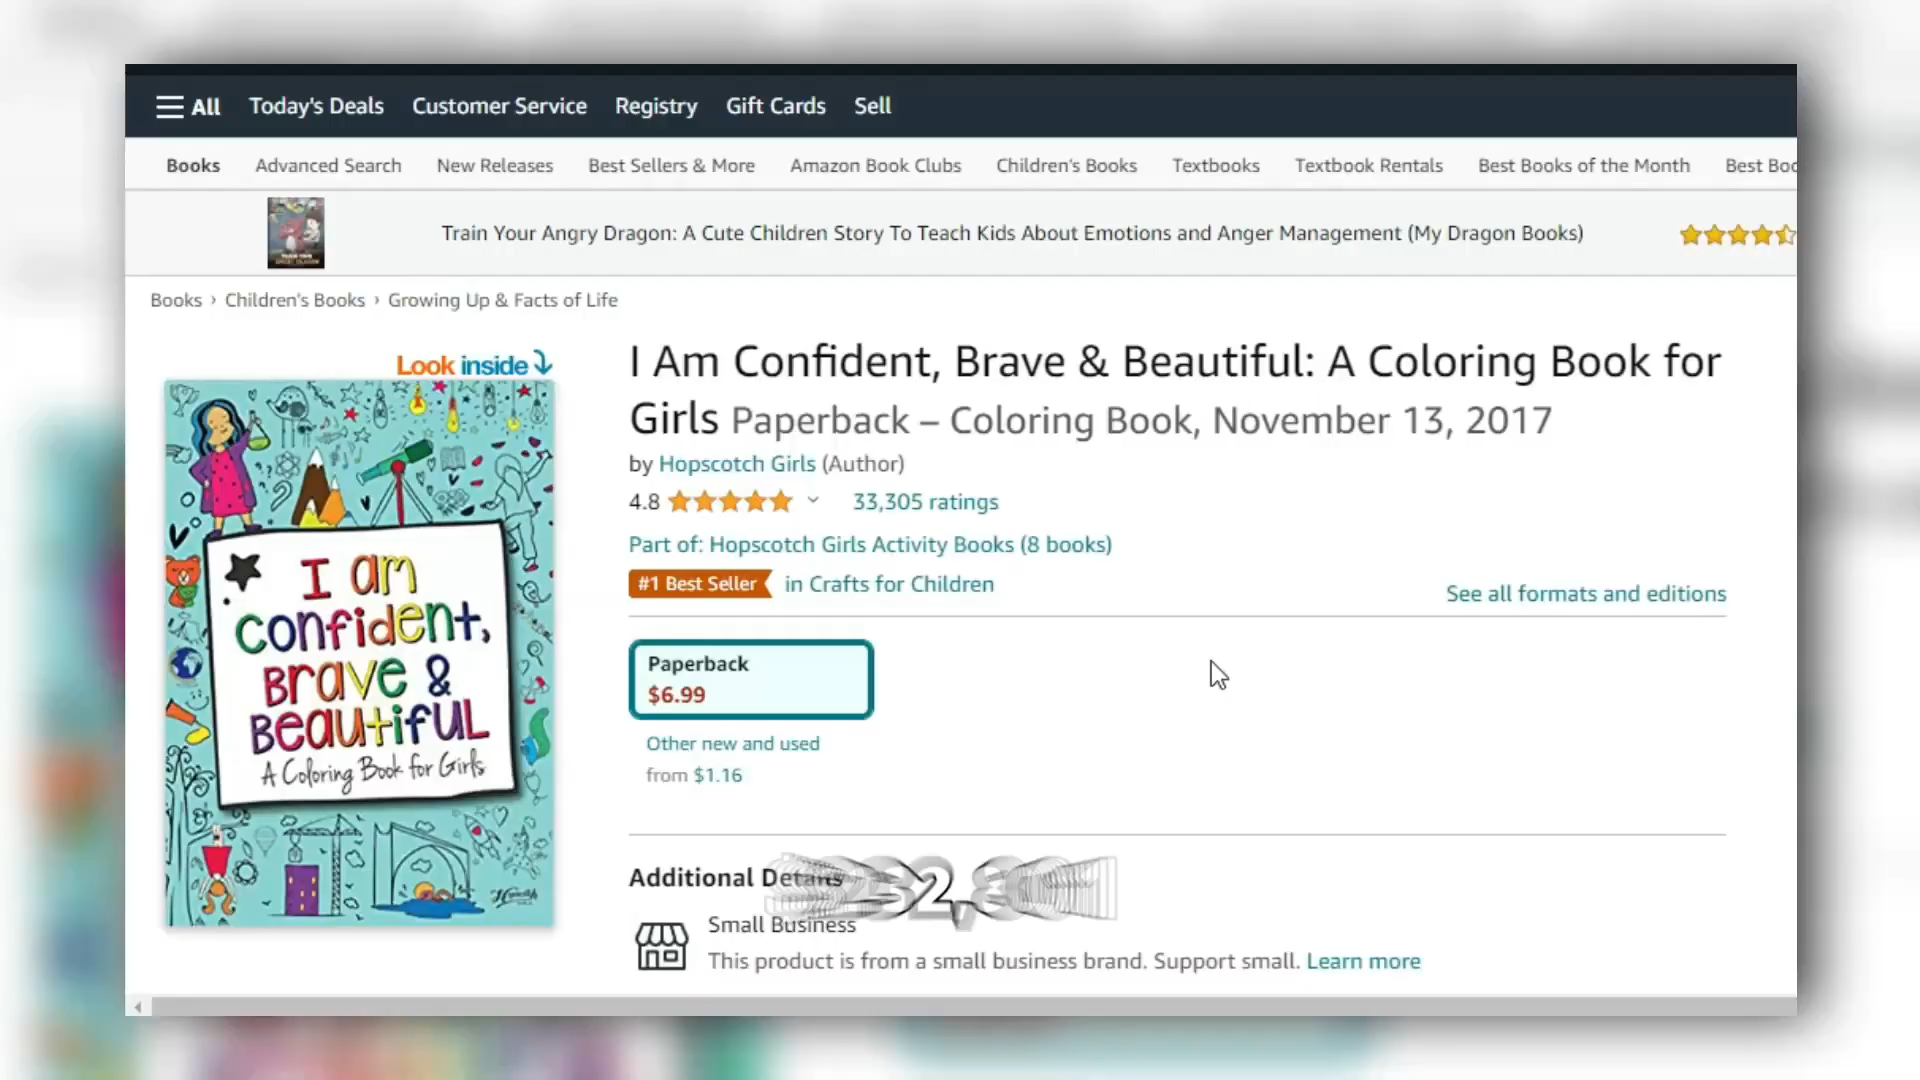 All Today's Deals Customer Service Registry Gift Cards Sell
Books Advanced Search New Releases Best Sellers & More Amazon Book Clubs Children's Books Textbooks Textbook Rentals Best Books of the Month Best Boo
Train Your Angry Dragon: A Cute Children Story To Teach Kids About Emotions and Anger Management (My Dragon Books)
Books › Children's Books › Growing Up & Facts of Life
Look inside
I Am Confident, Brave & Beautiful: A Coloring Book for
Girls Paperback – Coloring Book, November 13, 2017
by Hopscotch Girls (Author)
4.8 33,305 ratings
Part of: Hopscotch Girls Activity Books (8 books)
#1 Best Seller in Crafts for Children
See all formats and editions
Paperback
$6.99
Other new and used
from $1.16
I am
confident,
Brave &
Beautiful
A Coloring Book for Girls
Additional Details
Small Business
This product is from a small business brand. Support small. Learn more